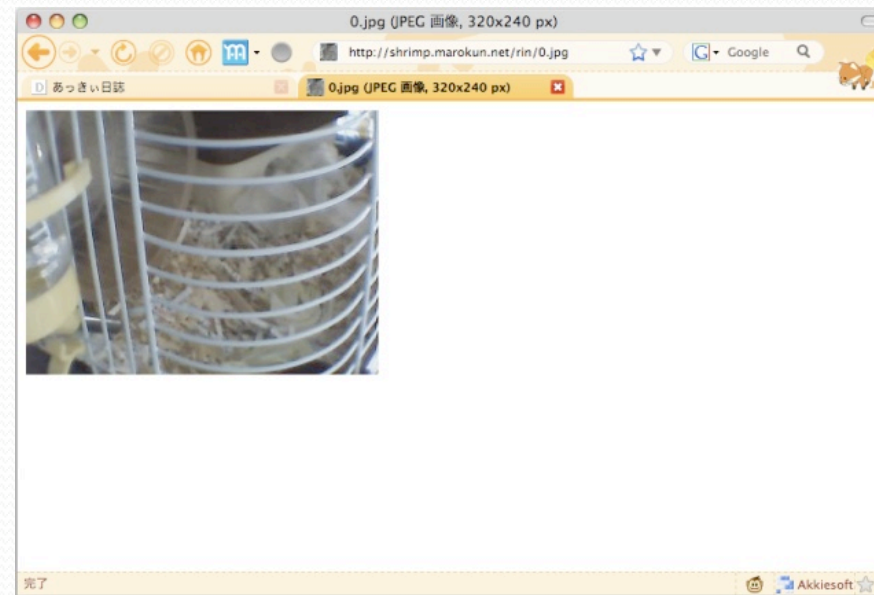 0.jpg (JPEG 画像, 320x240 px)
http://shrimp.marokun.net/rin/0.jpg
G Google
D あっきぃ日誌
0.jpg (JPEG 画像, 320x240 px)
完了
Akkiesoft